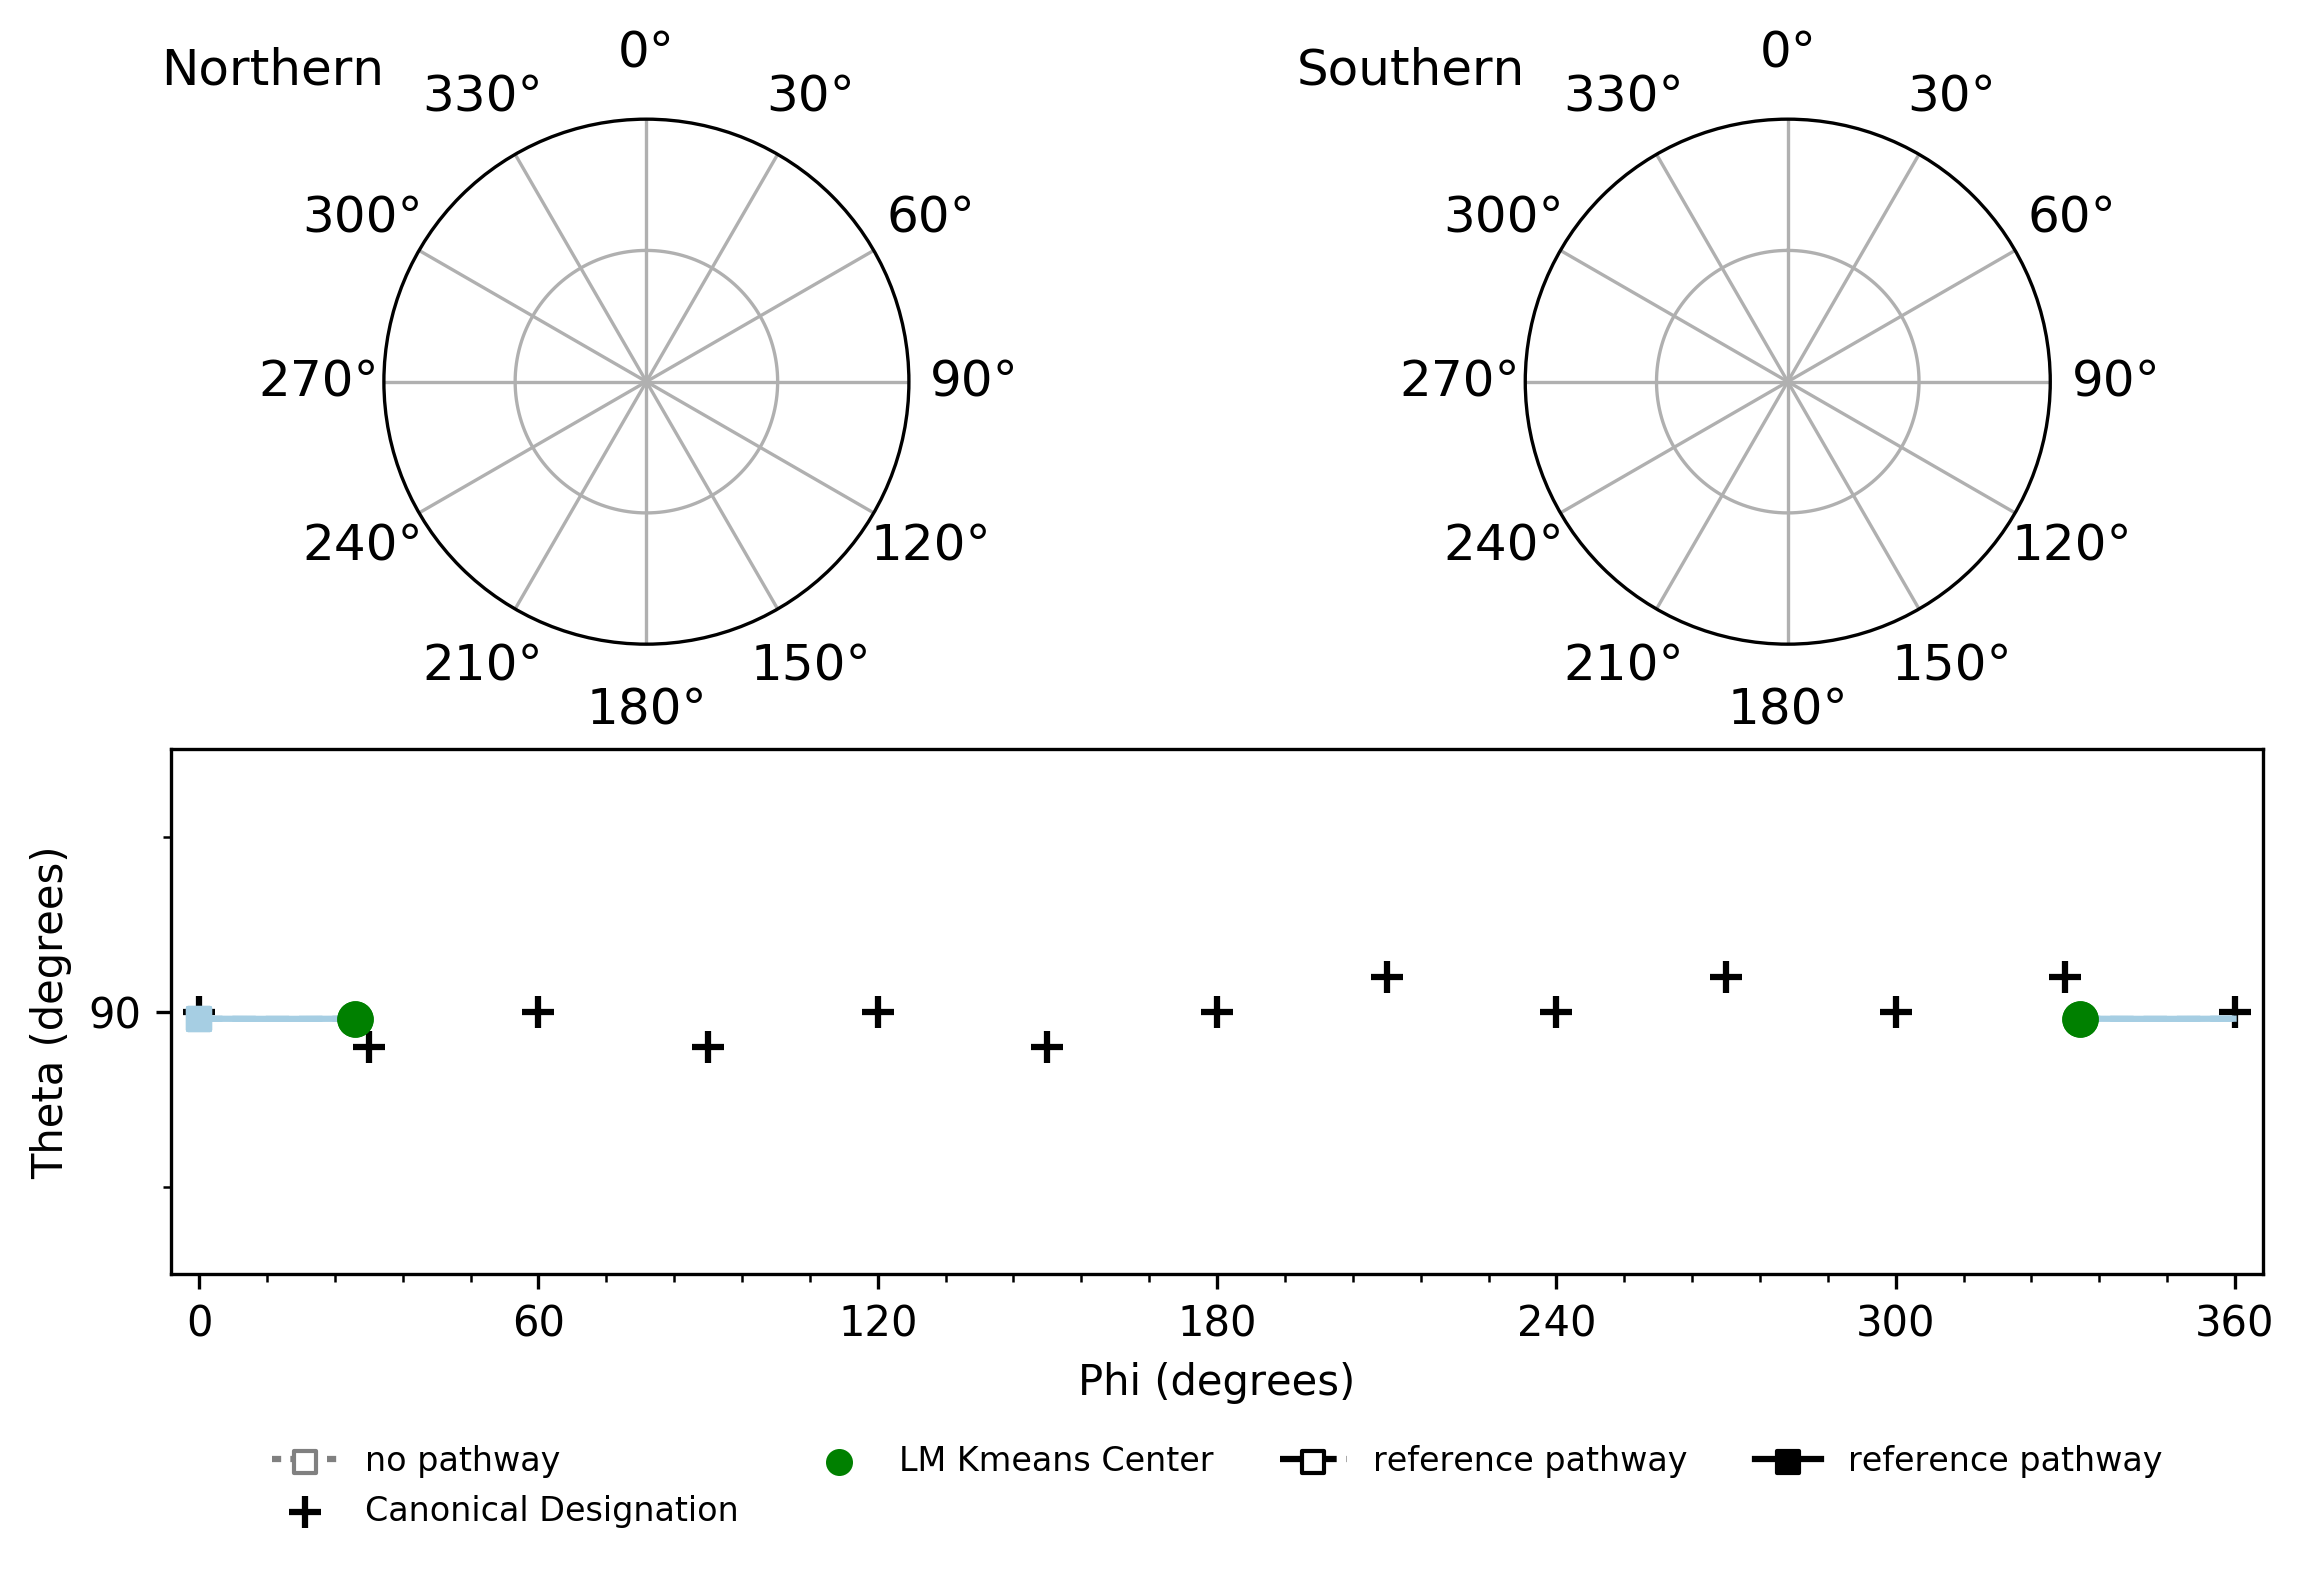 Northern
0°
330°
30°
300°
60°
270°
90°
240°
120°
210°
150°
180°
Southern
0°
330°
30°
300°
60°
270°
90°
240°
120°
210°
150°
180°
Theta (degrees)
90
0 60 120 180 240 300 360
Phi (degrees)
no pathway
Canonical Designation
LM Kmeans Center
reference pathway
reference pathway